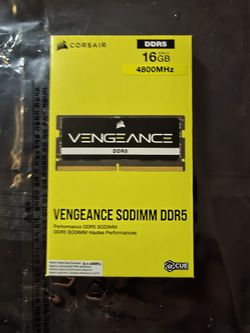 CORSAIR
DDR5
16GB
4800MHz
VENGEANCE
DDR5
VENGEANCE SODIMM DDR5
Performance DDR5 SODIMM
DDR5 SODIMM Hautes Performances
iCUE